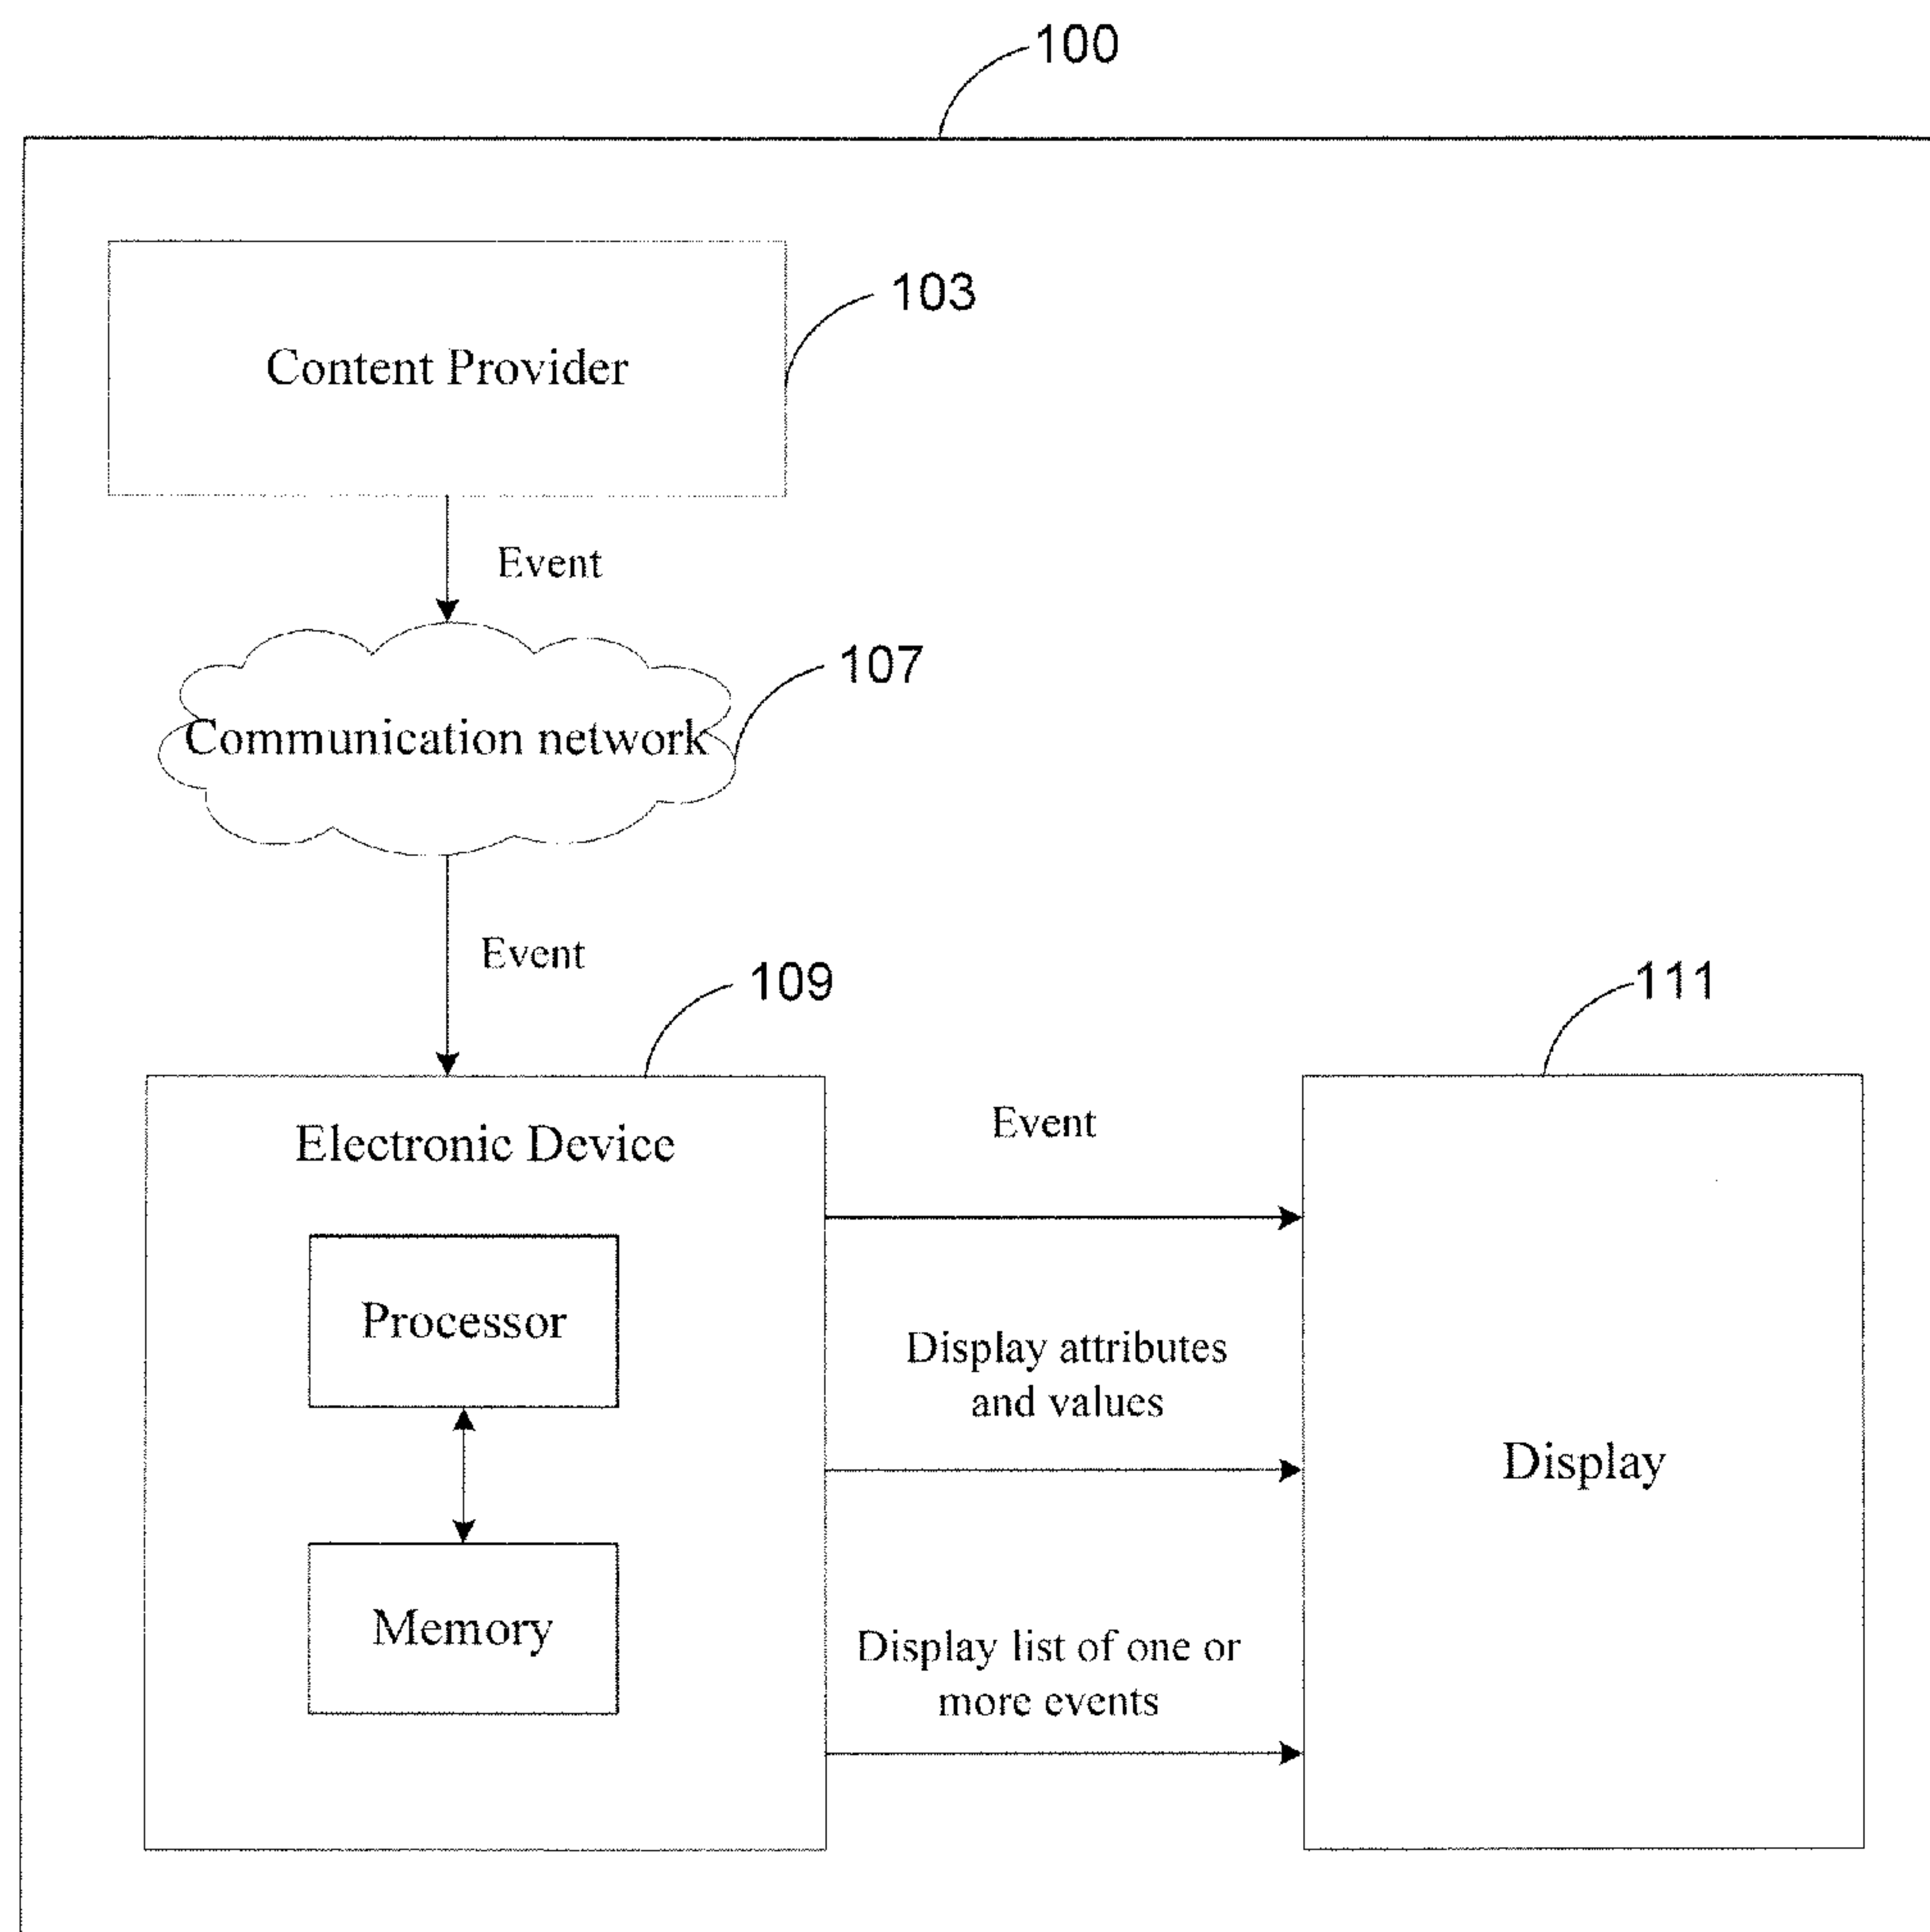 100
103
Content Provider
Event
107
Communication network
Event
109
111
Electronic Device
Event
Processor
Display attributes
and values
Display
Memory
Display list of one or
more events